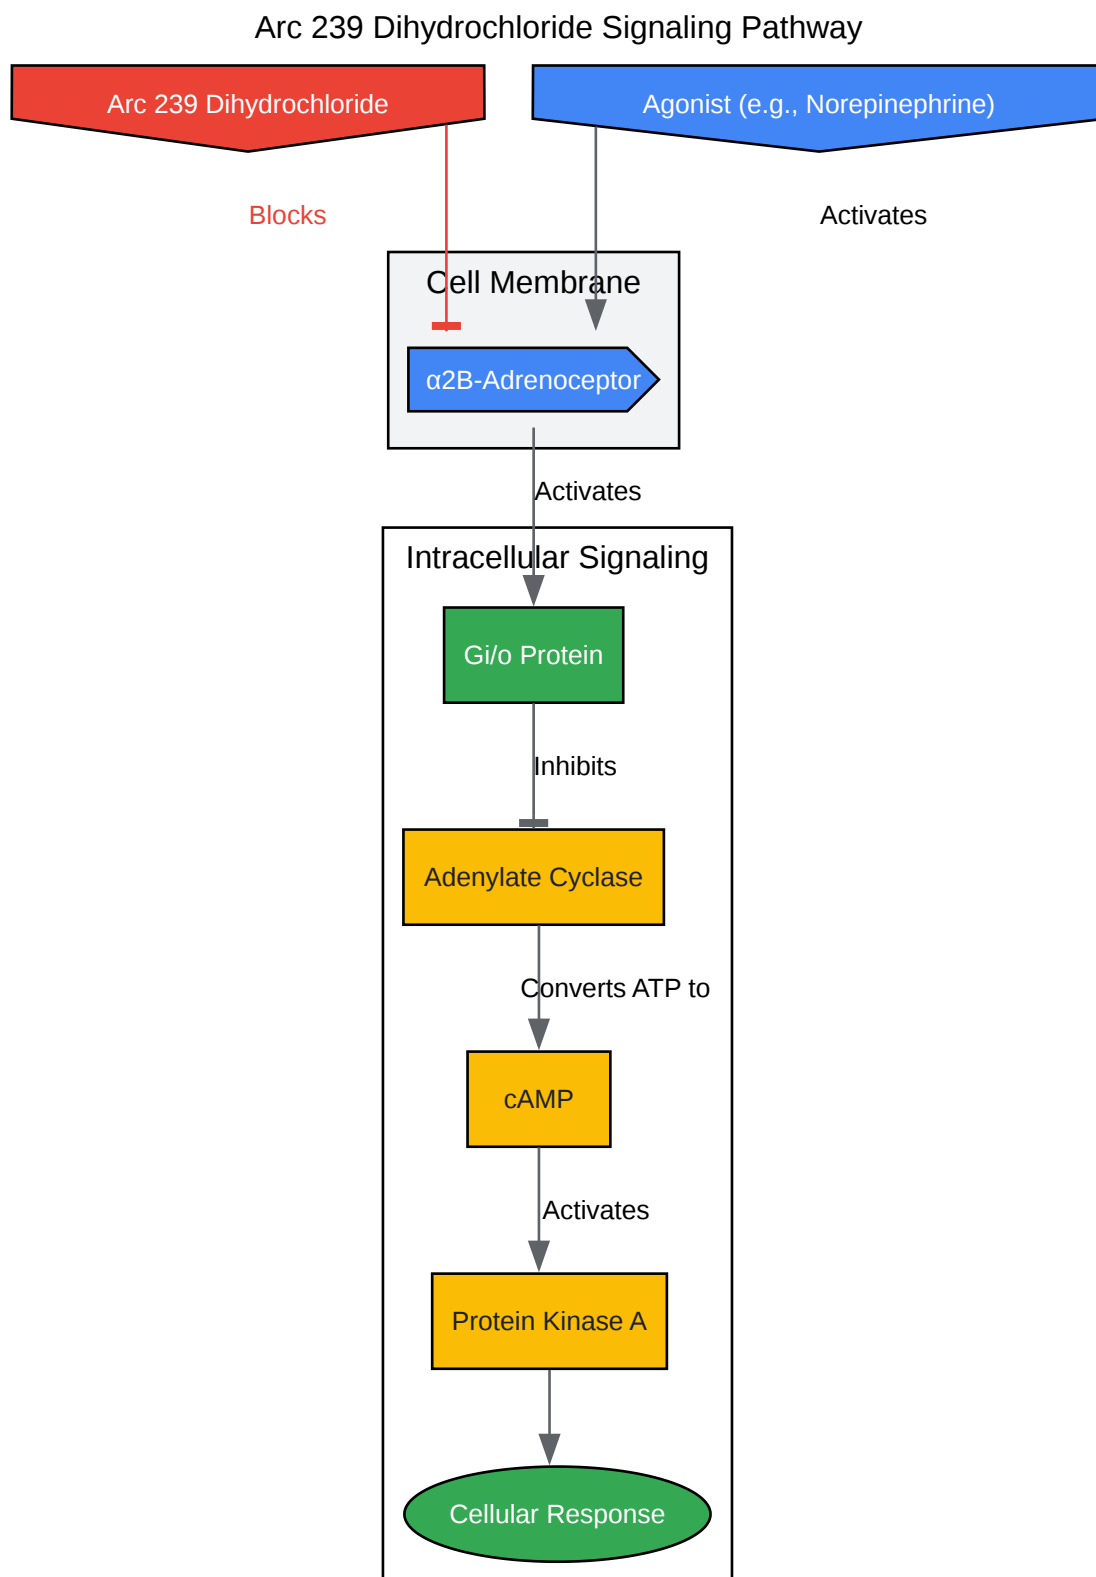 Arc 239 Dihydrochloride Signaling Pathway
Arc 239 Dihydrochloride
Agonist (e.g., Norepinephrine)
Blocks
Activates
Cell Membrane
α2B-Adrenoceptor
Activates
Intracellular Signaling
Gi/o Protein
Inhibits
Adenylate Cyclase
Converts ATP to
cAMP
Activates
Protein Kinase A
Cellular Response